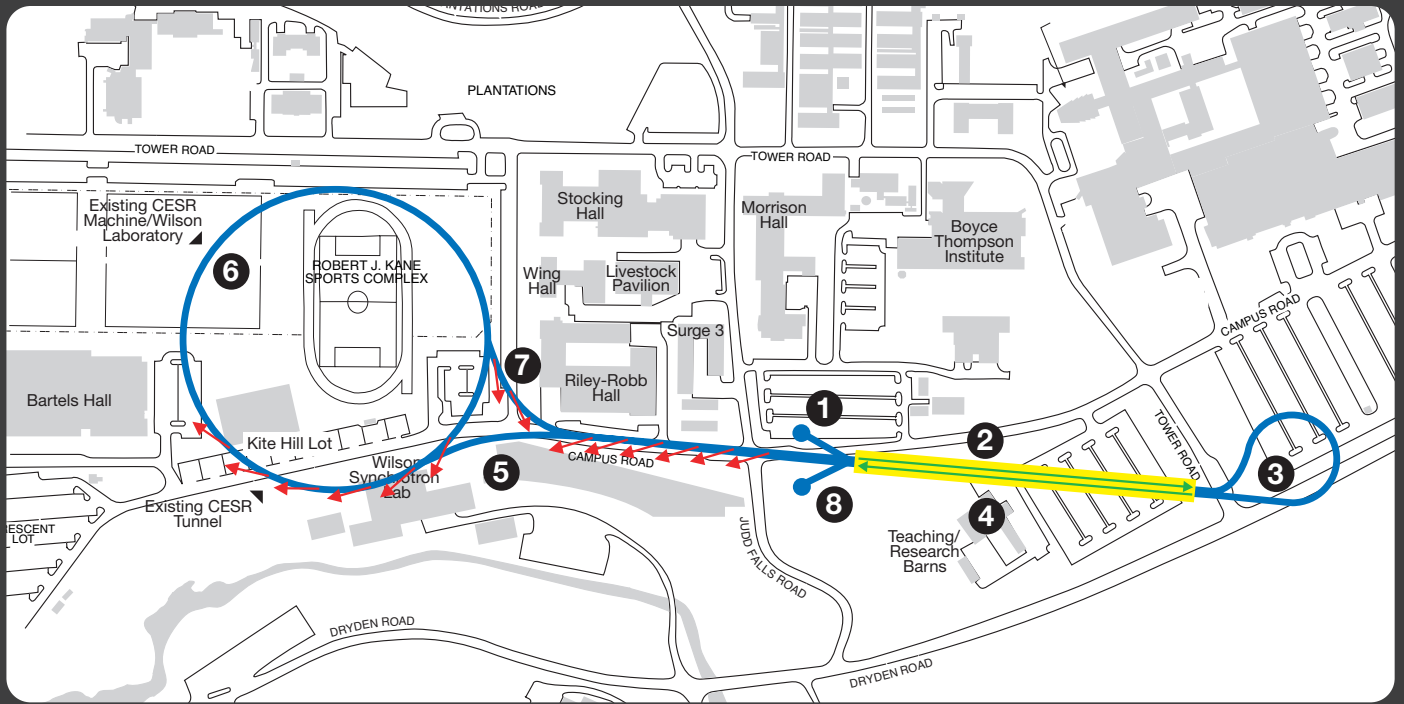 NTATIONS ROAD
PLANTATIONS
TOWER ROAD
TOWER ROAD
Existing CESR
Machine/Wilson
Laboratory
6
ROBERT J. KANE
SPORTS COMPLEX
Stocking
Hall
Morrison
Hall
Boyce
Thompson
Institute
Wing
Hall
Livestock
Pavilion
Surge 3
CAMPUS ROAD
7
Riley-Robb
Hall
Bartels Hall
1
2
TOWER ROAD
Kite Hill Lot
Wilson
Synchrotron
Lab
5
CAMPUS ROAD
3
8
4
Existing CESR
Tunnel
RESCENT
LOT
Teaching/
Research
Barns
JUDD FALLS ROAD
DRYDEN ROAD
DRYDEN ROAD